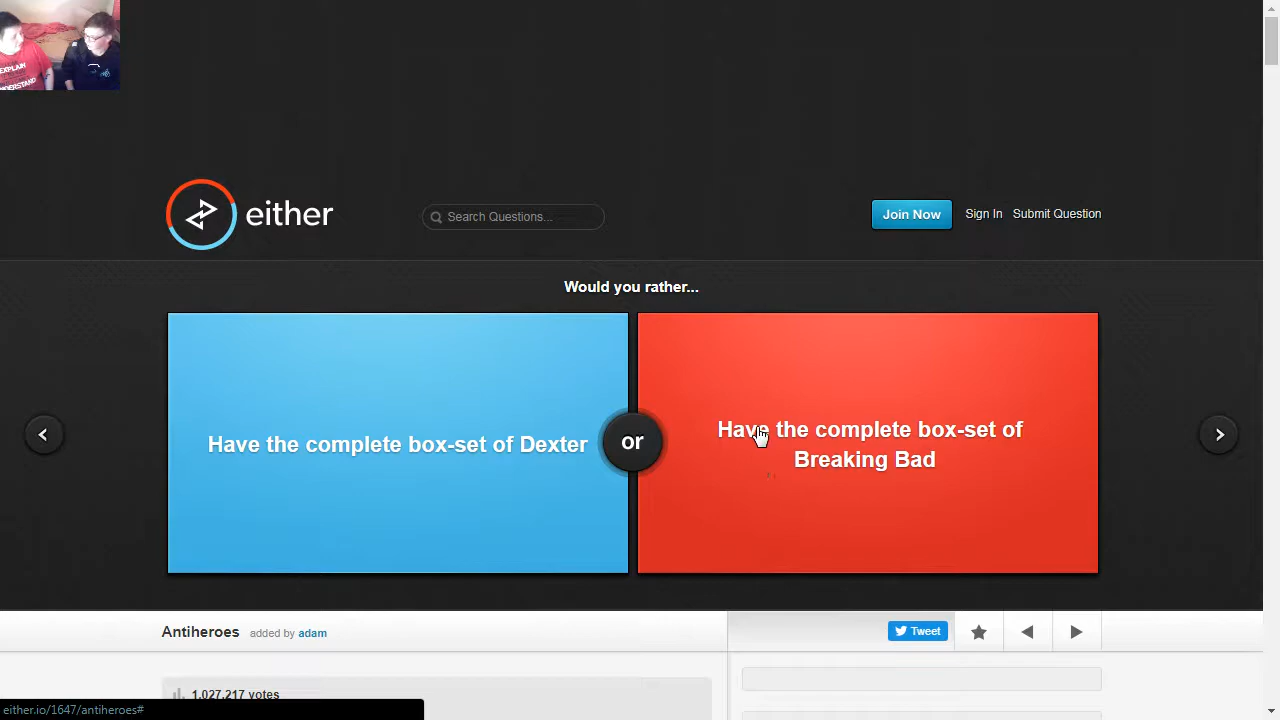 EXPLAIN
UNDERSTAND
either
Search Questions...
Join Now
Sign In
Submit Question
Would you rather...
Have the complete box-set of Dexter
or
Have the complete box-set of
Breaking Bad
Antiheroes
added by adam
Tweet
1,027,217 votes
either.io/1647/antiheroes#